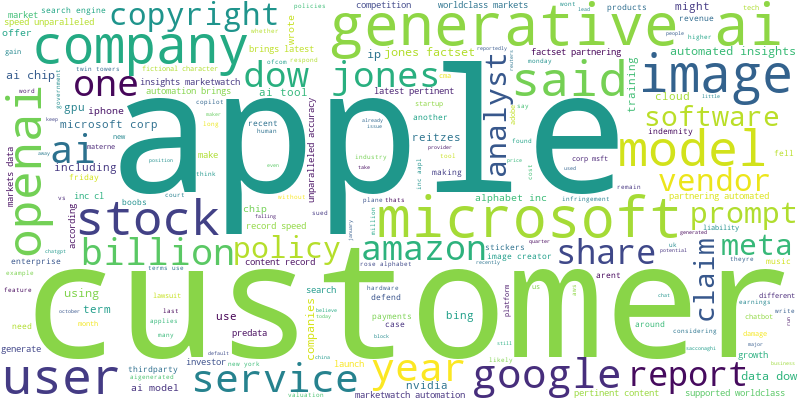 market
search engine
copyright
generative ai
competition
worldclass markets
wont
products
tech
policies
speed unparalleled
wrote
might
select
offer
company
whether
respond
brings latest
ip
jones factset
factset partnering
revenue
people
higher
gain
twin towers
fictional character
reportedly
monday
automated insights
ai chip
one
insights marketwatch
ofcom
dow jones
said
image
word
automation brings
ai tool
cma
readers
analyst
training
cloud
little
government
gpu
iphone
copilot
latest pertinent
startup
added
say
software
keep
microsoft corp
new
maker
long
recent
human
another
reitzes
indemnity
apple
openai
ai
materne
unparalleled accuracy
already
issue
provider
tool
price
corp msft
model
fell
away
including
position
even
industry
take
making
cost
used
friday
make
think
without
inc aapl
remain
vendor
markets data
vs
inc cl
court
chip
plane
thats
alphabet inc
infringement
partnering automated
according
stock
boobs
record speed
falling
sued
january
microsoft
generated
liability
prompt
chatgpt
million
stickers
uk
potential
theyre
music
billion
policy
amazon
image creator
quarter
share
claim
meta
enterprise
content record
rose alphabet
recently
arent
example
terms use
search
hardware
us
chat
earnings
different
feature
lawsuit
last
companies
believe
today
defend
bing
platform
customer
chatbot
write
run
using
october
term
applies
use
predata
payments
case
around
considering
damage
need
month
many
block
still
sacconaghi
major
business
generate
investor
default
new york
china
launch
year
likely
google
report
growth
data dow
user
thirdparty
aigenerated
ai model
service
valuation
nvidia
marketwatch automation
pertinent content
supported worldclass